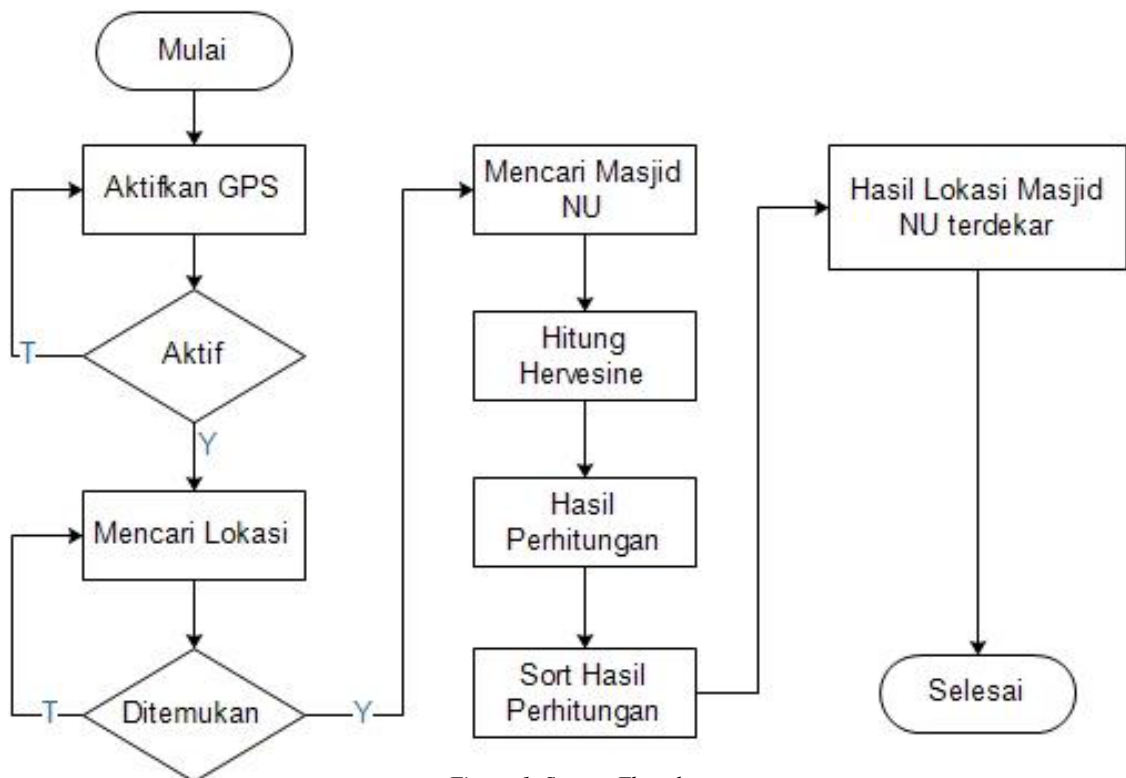 Mulai
Aktifkan GPS
T
Aktif
Y
Mencari Lokasi
T
Ditemukan
Y
Mencari Masjid
NU
Hitung
Hervesine
Hasil
Perhitungan
Sort Hasil
Perhitungan
Hasil Lokasi Masjid
NU terdekar
Selesai